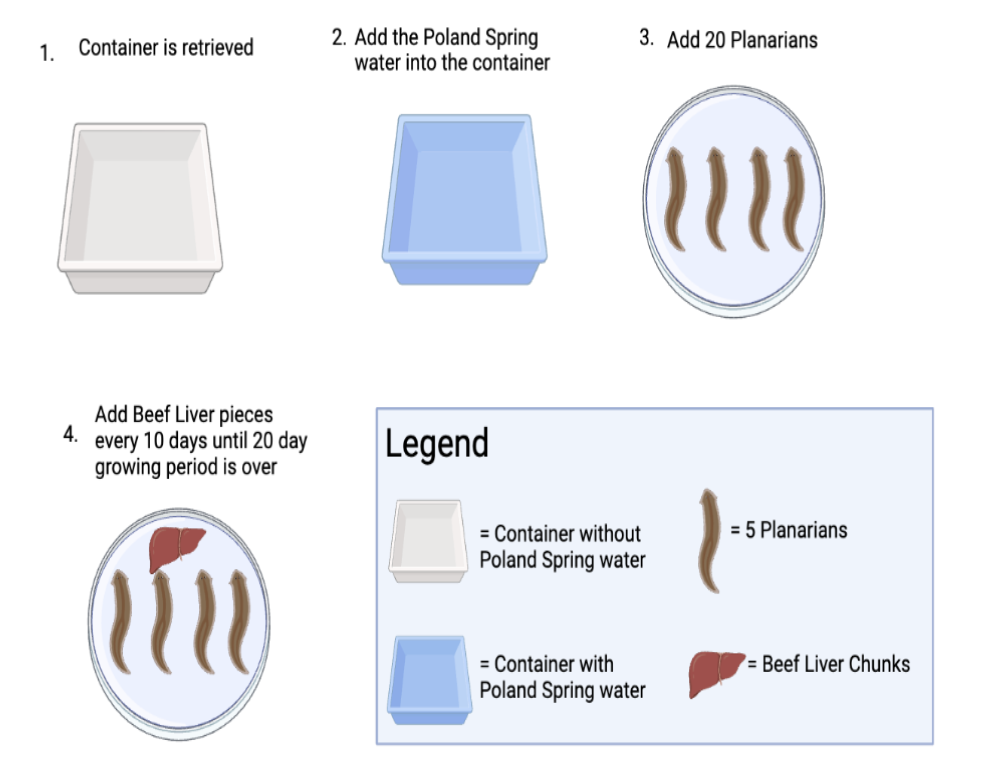 1. Container is retrieved
2. Add the Poland Spring
water into the container
3. Add 20 Planarians
4. Add Beef Liver pieces
every 10 days until 20 day
growing period is over
Legend
= Container without
Poland Spring water
= 5 Planarians
= Container with
Poland Spring water
= Beef Liver Chunks